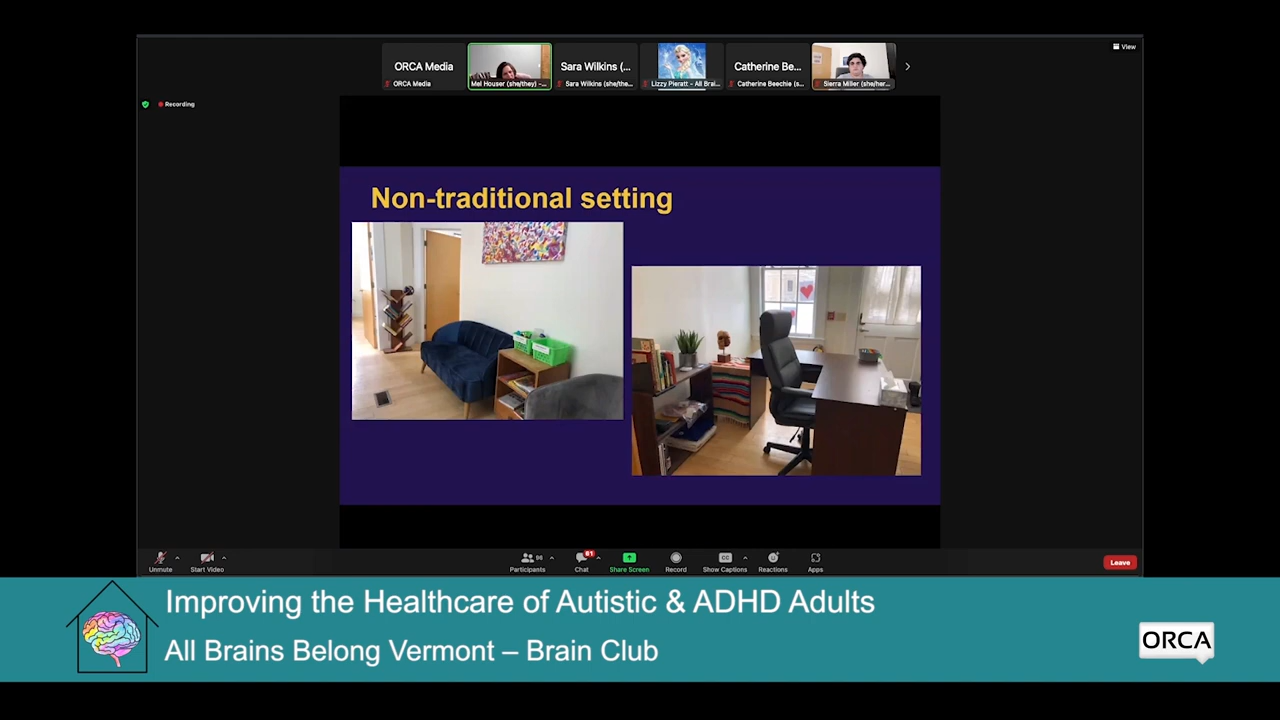 View
ORCA Media
Sara Wilkins (...
Catherine Be...
ORCA Media
Mel Houser (she/they) -...
Sara Wilkins (she/the...
Lizzy Pieratt - All Brai...
Catherine Beechie (s...
Sierra Miller (she/her...
Recording
Non-traditional setting
Unmute
Start Video
Participants
Chat
81
Share Screen
Record
CC
Show Captions
Reactions
Apps
Leave
Improving the Healthcare of Autistic & ADHD Adults
All Brains Belong Vermont – Brain Club
ORCA